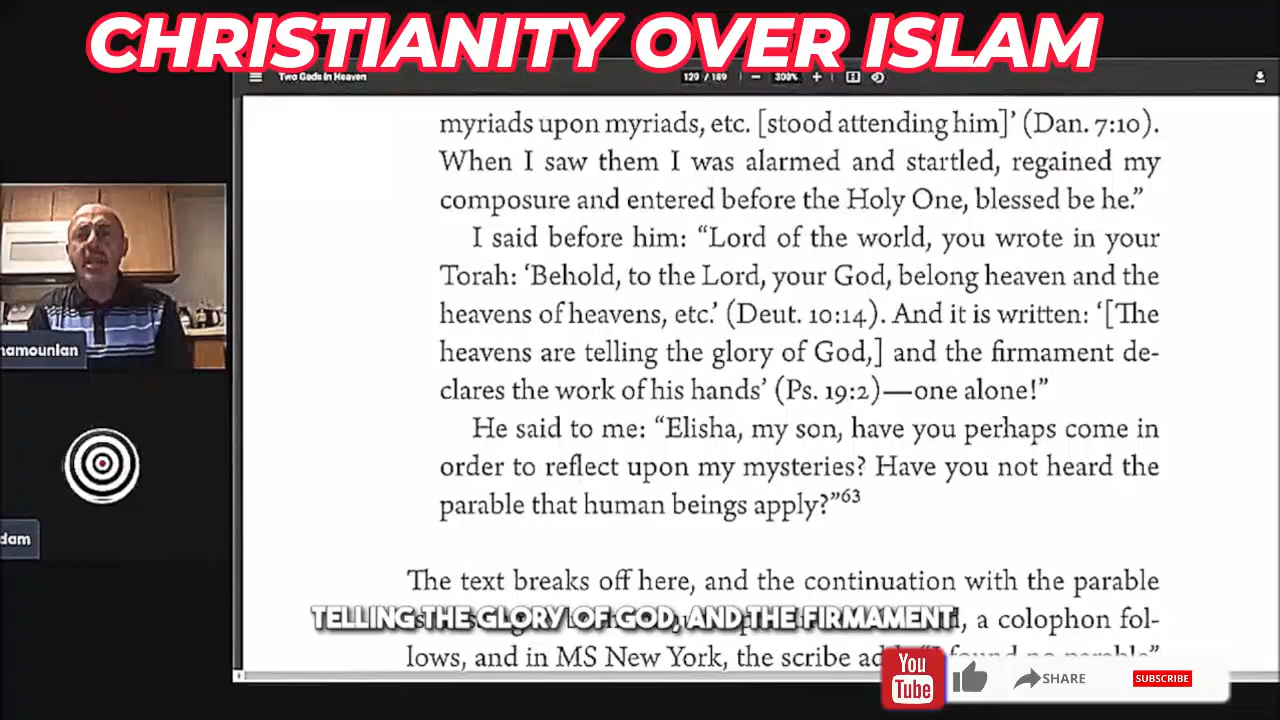 CHRISTIANITY OVER ISLAM
Two Gods in Heaven
129 / 189
300%
myriads upon myriads, etc. [stood attending him]’ (Dan. 7:10).
When I saw them I was alarmed and startled, regained my
composure and entered before the Holy One, blessed be he.”
I said before him: “Lord of the world, you wrote in your
Torah: ‘Behold, to the Lord, your God, belong heaven and the
heavens of heavens, etc.’ (Deut. 10:14). And it is written: ‘[The
heavens are telling the glory of God,] and the firmament de-
clares the work of his hands’ (Ps. 19:2)—one alone!”
He said to me: “Elisha, my son, have you perhaps come in
order to reflect upon my mysteries? Have you not heard the
parable that human beings apply?”63
The text breaks off here, and the continuation with the parable
TELLING THE GLORY OF GOD, AND THE FIRMAMENT
a colophon fol-
lows, and in MS New York, the scribe
parable”
hamounian
dam
You
Tube
SHARE
SUBSCRIBE